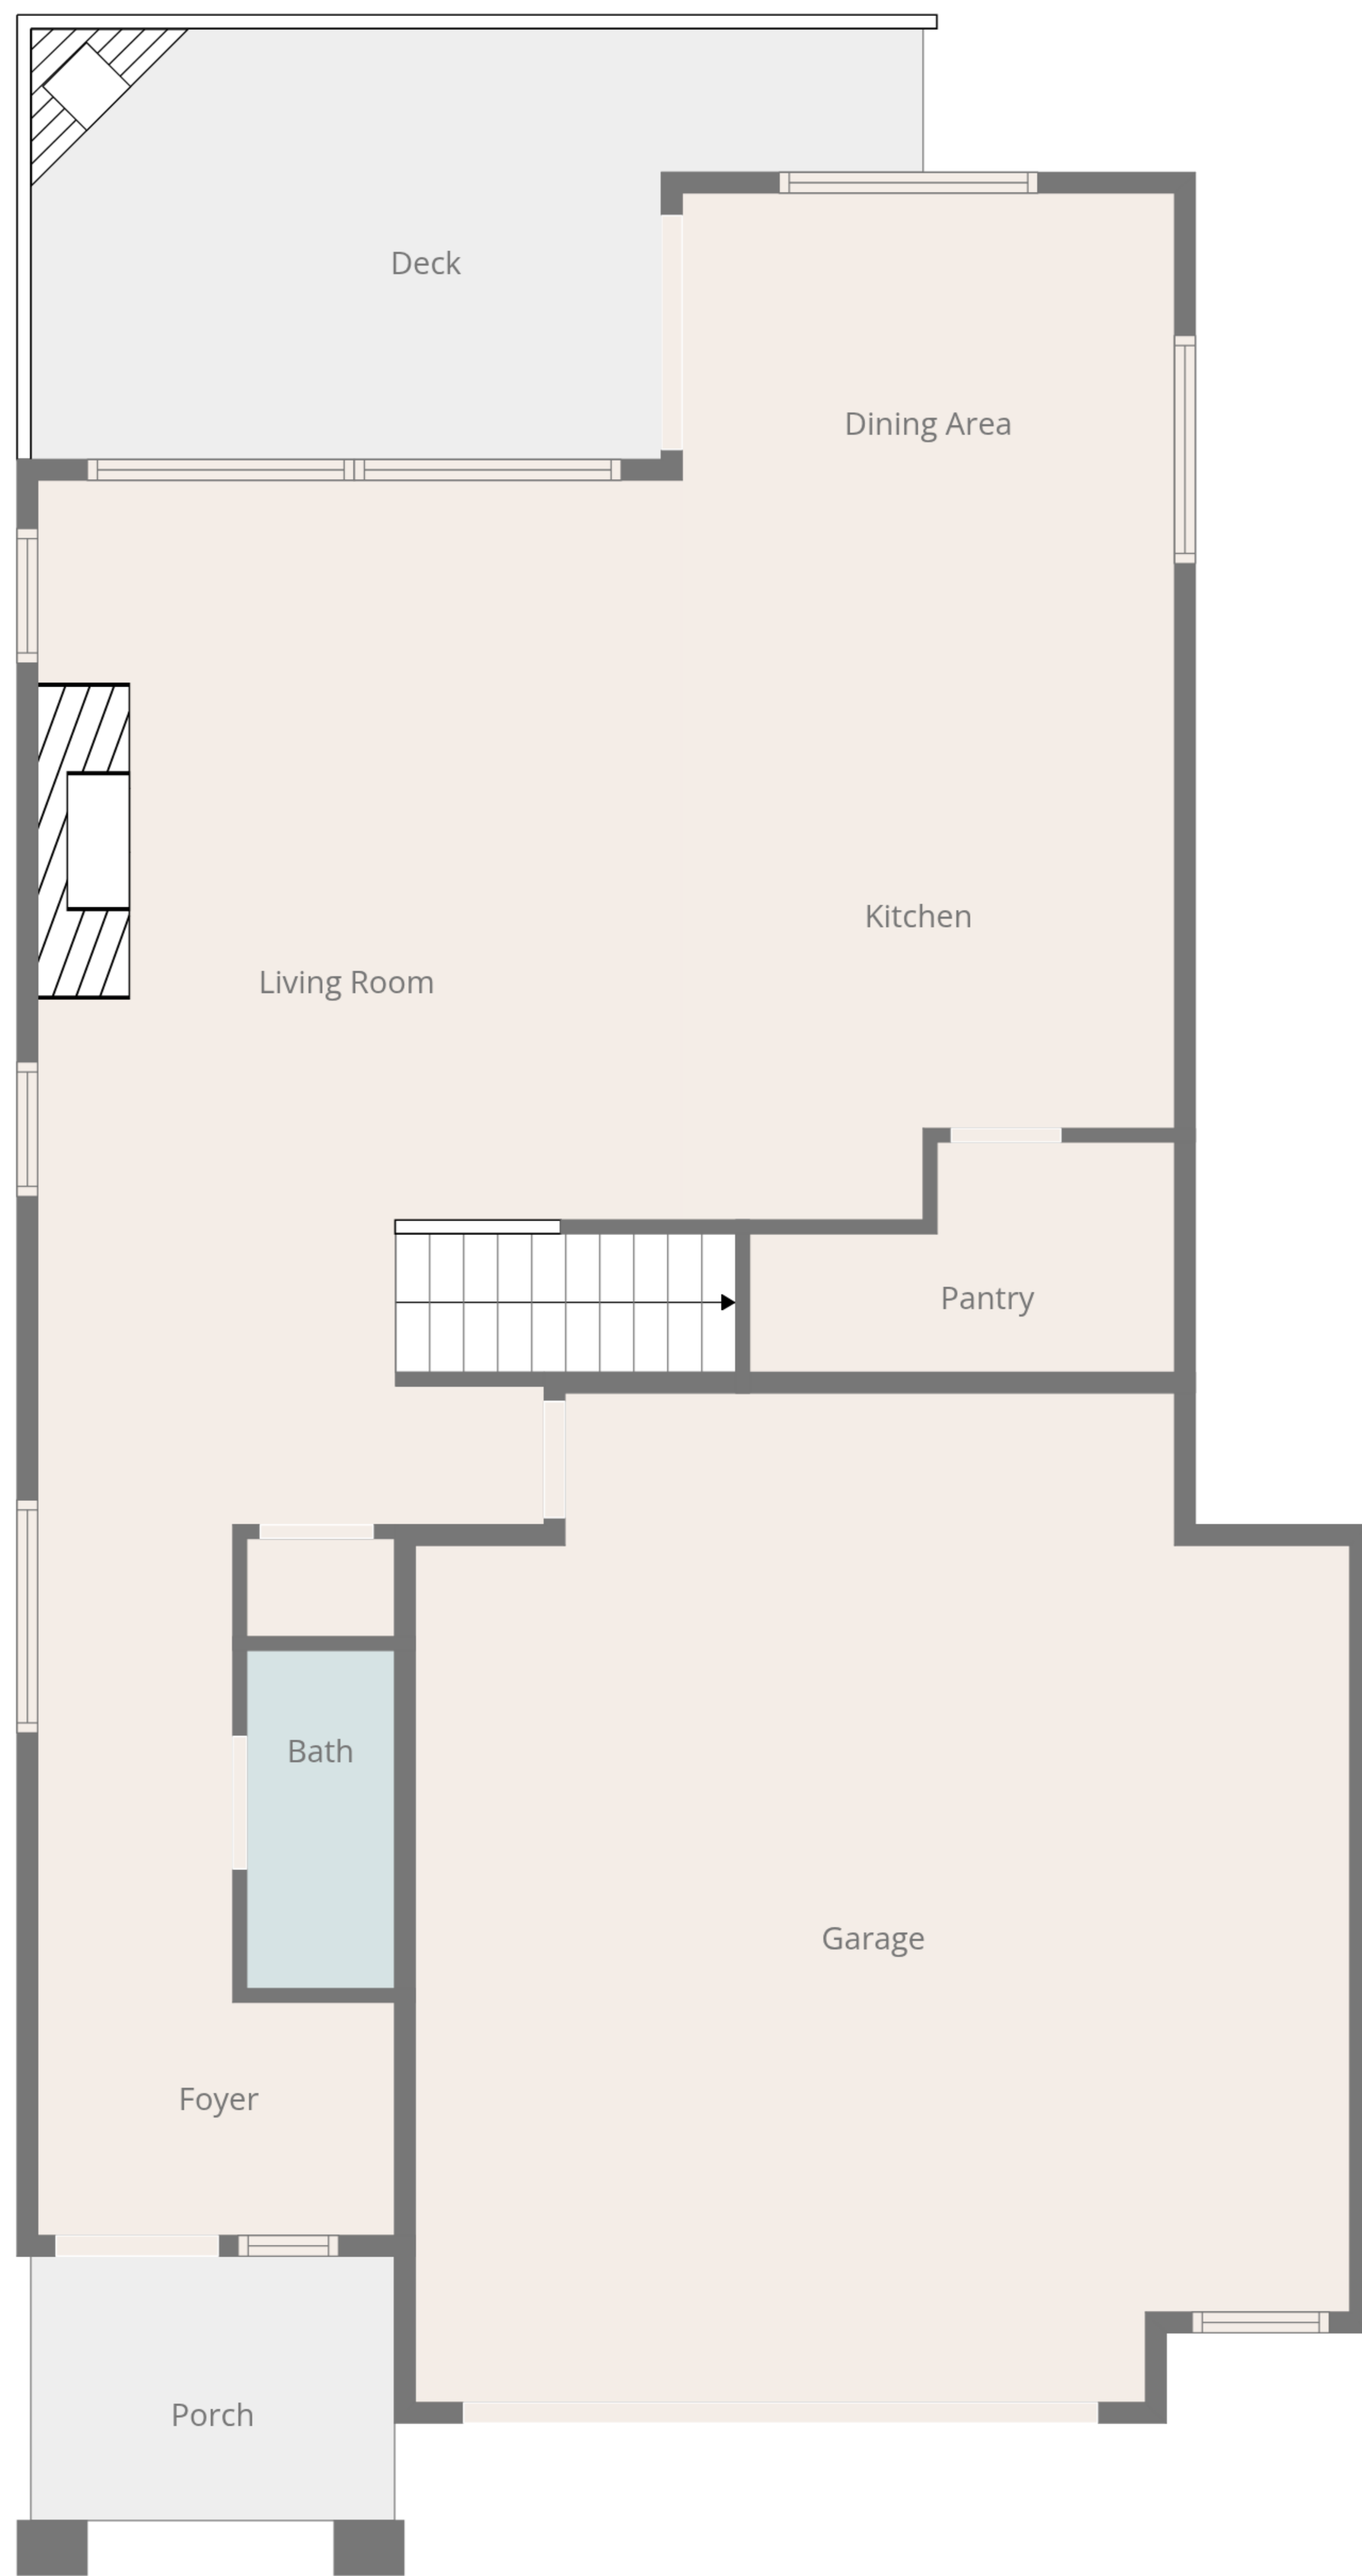 Deck
Dining Area
Kitchen
Living Room
Pantry
Bath
Garage
Foyer
Porch